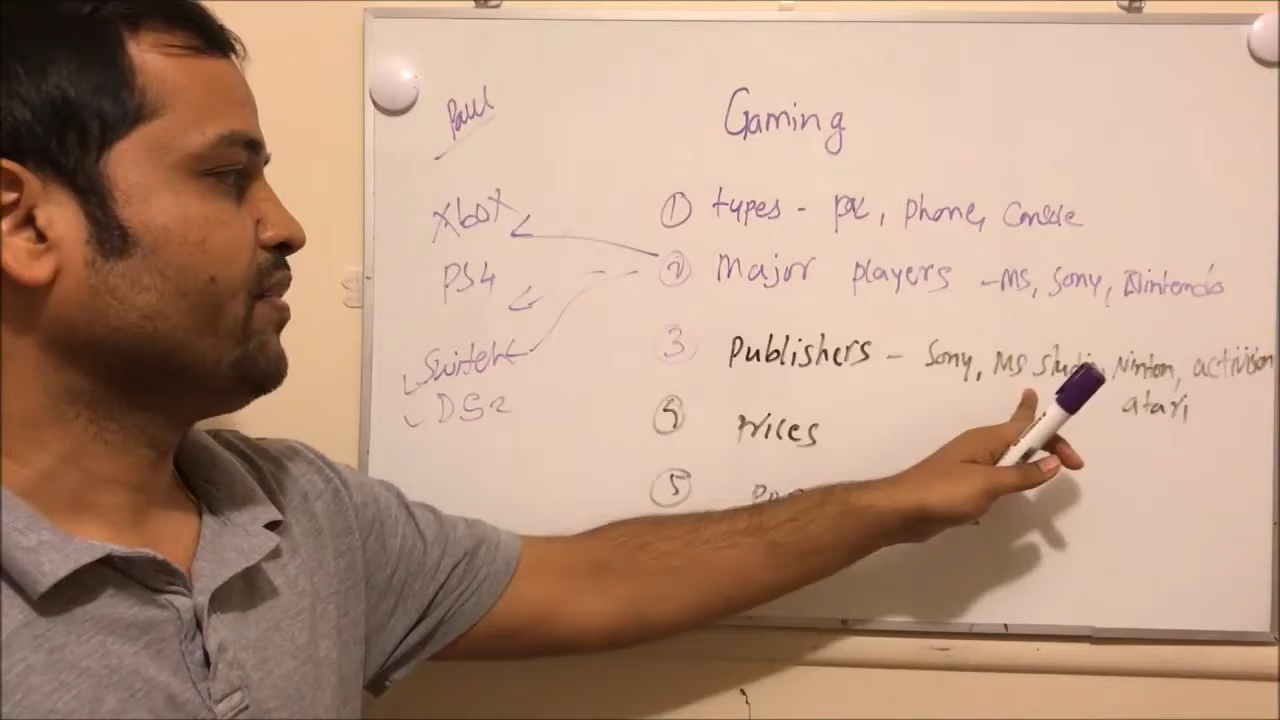 Paul
Gaming
Xbox
PS4
Switch
DS2
① types - pc, phone, Console
② Major players - MS, Sony, Nintendo
3 Publishers - Sony, MS Studio, Ninton, activision
atari
④ Prices
⑤